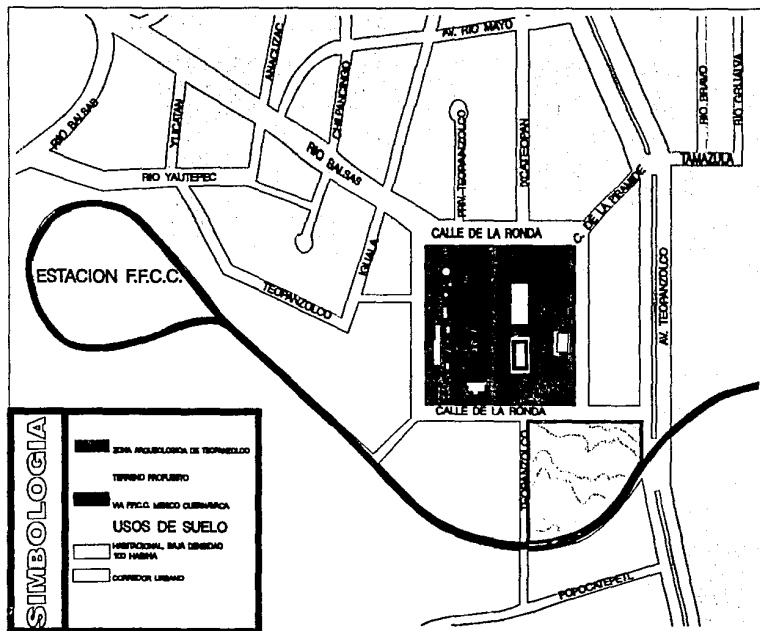 AV. RIO MAYO
ANACUZAC
CHILPANCINGO
RIO BALSAS
YUCATAN
PRIV. TEOPANZOLCO
IXCATEOPAN
RIO BRAVO
RIO GRIJALVA
TAMAZULA
RIO BALSAS
RIO YAUTEPEC
CALLE DE LA RONDA
C. DE LA PIRAMIDE
IGUALA
TEOPANZOLCO
ESTACION F.F.C.C.
AV. TEOPANZOLCO
CALLE DE LA RONDA
TEOPANZOLCO
POPOCATEPETL
SIMBOLOGIA
ZONA ARQUEOLOGICA DE TEOPANZOLCO
TERRENO PROPUESTO
VIA FF.C.C. MEXICO CUERNAVACA
USOS DE SUELO
HABITACIONAL, BAJA DENSIDAD
100 HAB/HA
CORREDOR URBANO